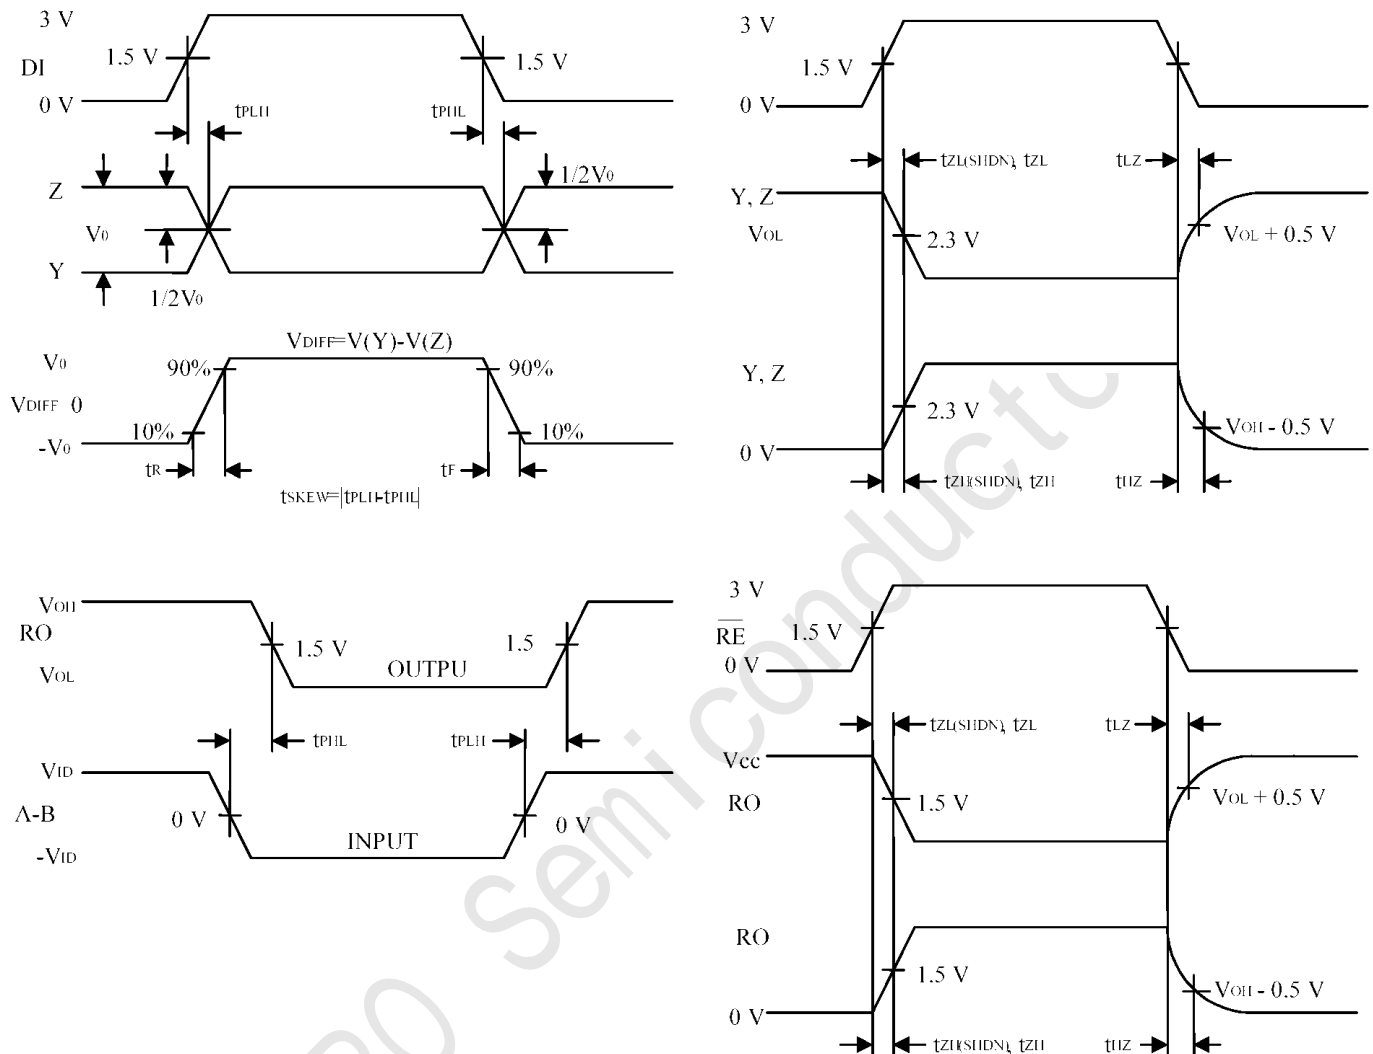 3 V
DI
1.5 V
1.5 V
0 V
tPLH
tPHL
Z
1/2V0
V0
Y
1/2V0
VDIFF=V(Y)-V(Z)
V0
90%
90%
VDIFF 0
10%
10%
-V0
tR
tF
tSKEW=|tPLH-tPHL|
3 V
1.5 V
0 V
tZL(SHDN), tZL
tLZ
Y, Z
VOL
2.3 V
VOL + 0.5 V
Y, Z
2.3 V
VOH - 0.5 V
0 V
tZH(SHDN), tZH
tHZ
VOH
RO
1.5 V
1.5
VOL
OUTPU
tPHL
tPLH
VID
A-B
0 V
0 V
INPUT
-VID
3 V
RE
1.5 V
0 V
tZL(SHDN), tZL
tLZ
Vcc
RO
1.5 V
VOL + 0.5 V
RO
1.5 V
VOH - 0.5 V
0 V
tZH(SHDN), tZH
tHZ
Semiconducto